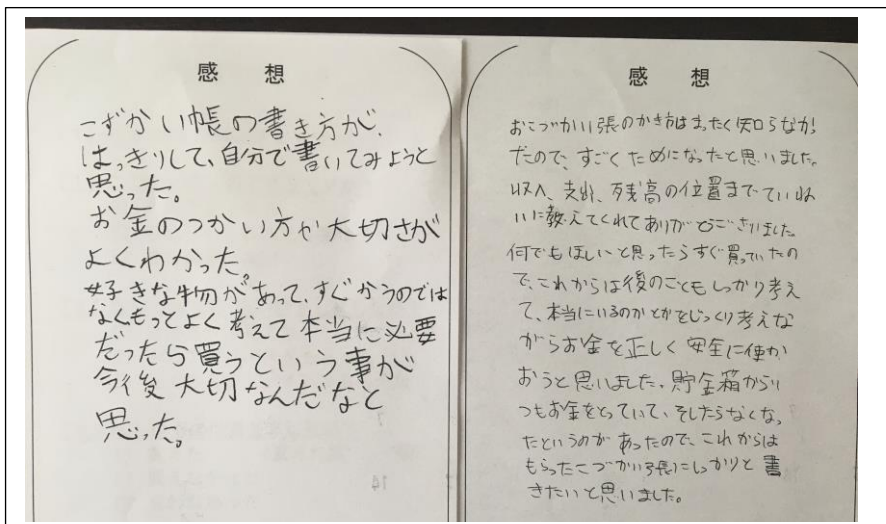 感想
こずかい帳の書き方が、
はっきりして、自分で書いてみようと
思った。
お金のつかい方や大切さが
よくわかった。
好きな物があって、すぐかうのでは
なくもっとよく考えて本当に必要
だったら買うという事が
今後大切なんだなと
思った。
感想
おこづかい張のかき方はまったく知らなかっ
たので、すごくためになったと思いました。
収入、支出、残高の位置までていね
いに教えてくれてありがとうございました
何でもほしいと思ったらすぐ買っていたの
で、これからは後のこともしっかり考え
て、本当にいるのかとかをじっくり考えな
がらお金を正しく安全に使か
おうと思いました。貯金箱からい
つもお金をとっていて、そしたらなくなっ
たというのがあったので、これからは
もらったこづかい張にしっかりと書
きたいと思いました。